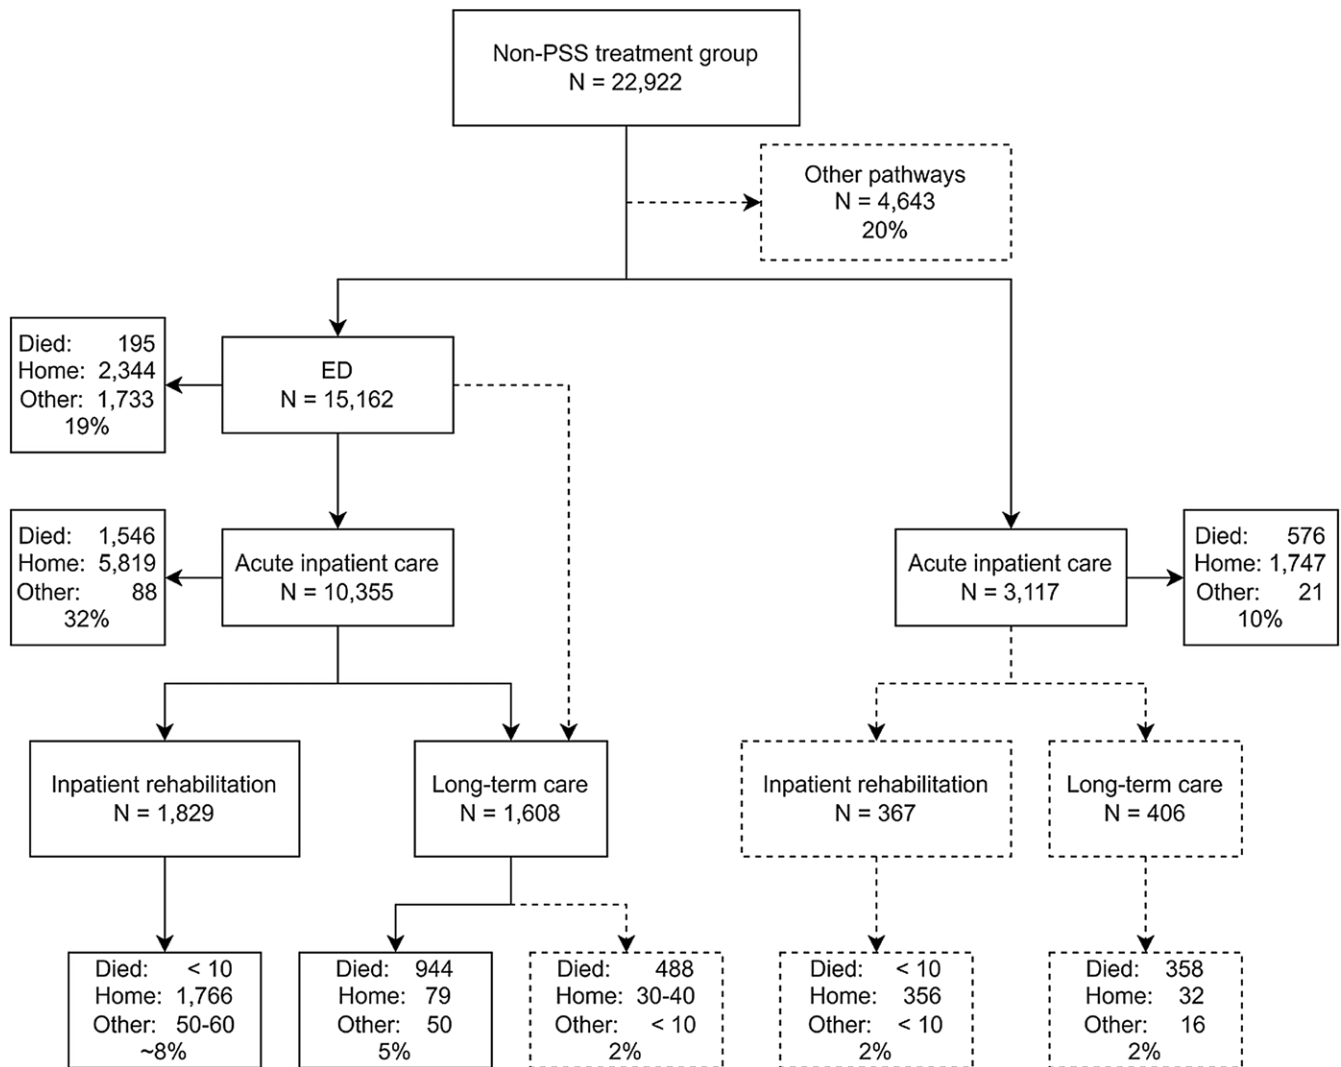 Non-PSS treatment group
N = 22,922
Other pathways
N = 4,643
20%
Died: 195
Home: 2,344
Other: 1,733
19%
ED
N = 15,162
Died: 1,546
Home: 5,819
Other: 88
32%
Acute inpatient care
N = 10,355
Acute inpatient care
N = 3,117
Died: 576
Home: 1,747
Other: 21
10%
Inpatient rehabilitation
N = 1,829
Long-term care
N = 1,608
Inpatient rehabilitation
N = 367
Long-term care
N = 406
Died: < 10
Home: 1,766
Other: 50-60
~8%
Died: 944
Home: 79
Other: 50
5%
Died: 488
Home: 30-40
Other: < 10
2%
Died: < 10
Home: 356
Other: < 10
2%
Died: 358
Home: 32
Other: 16
2%